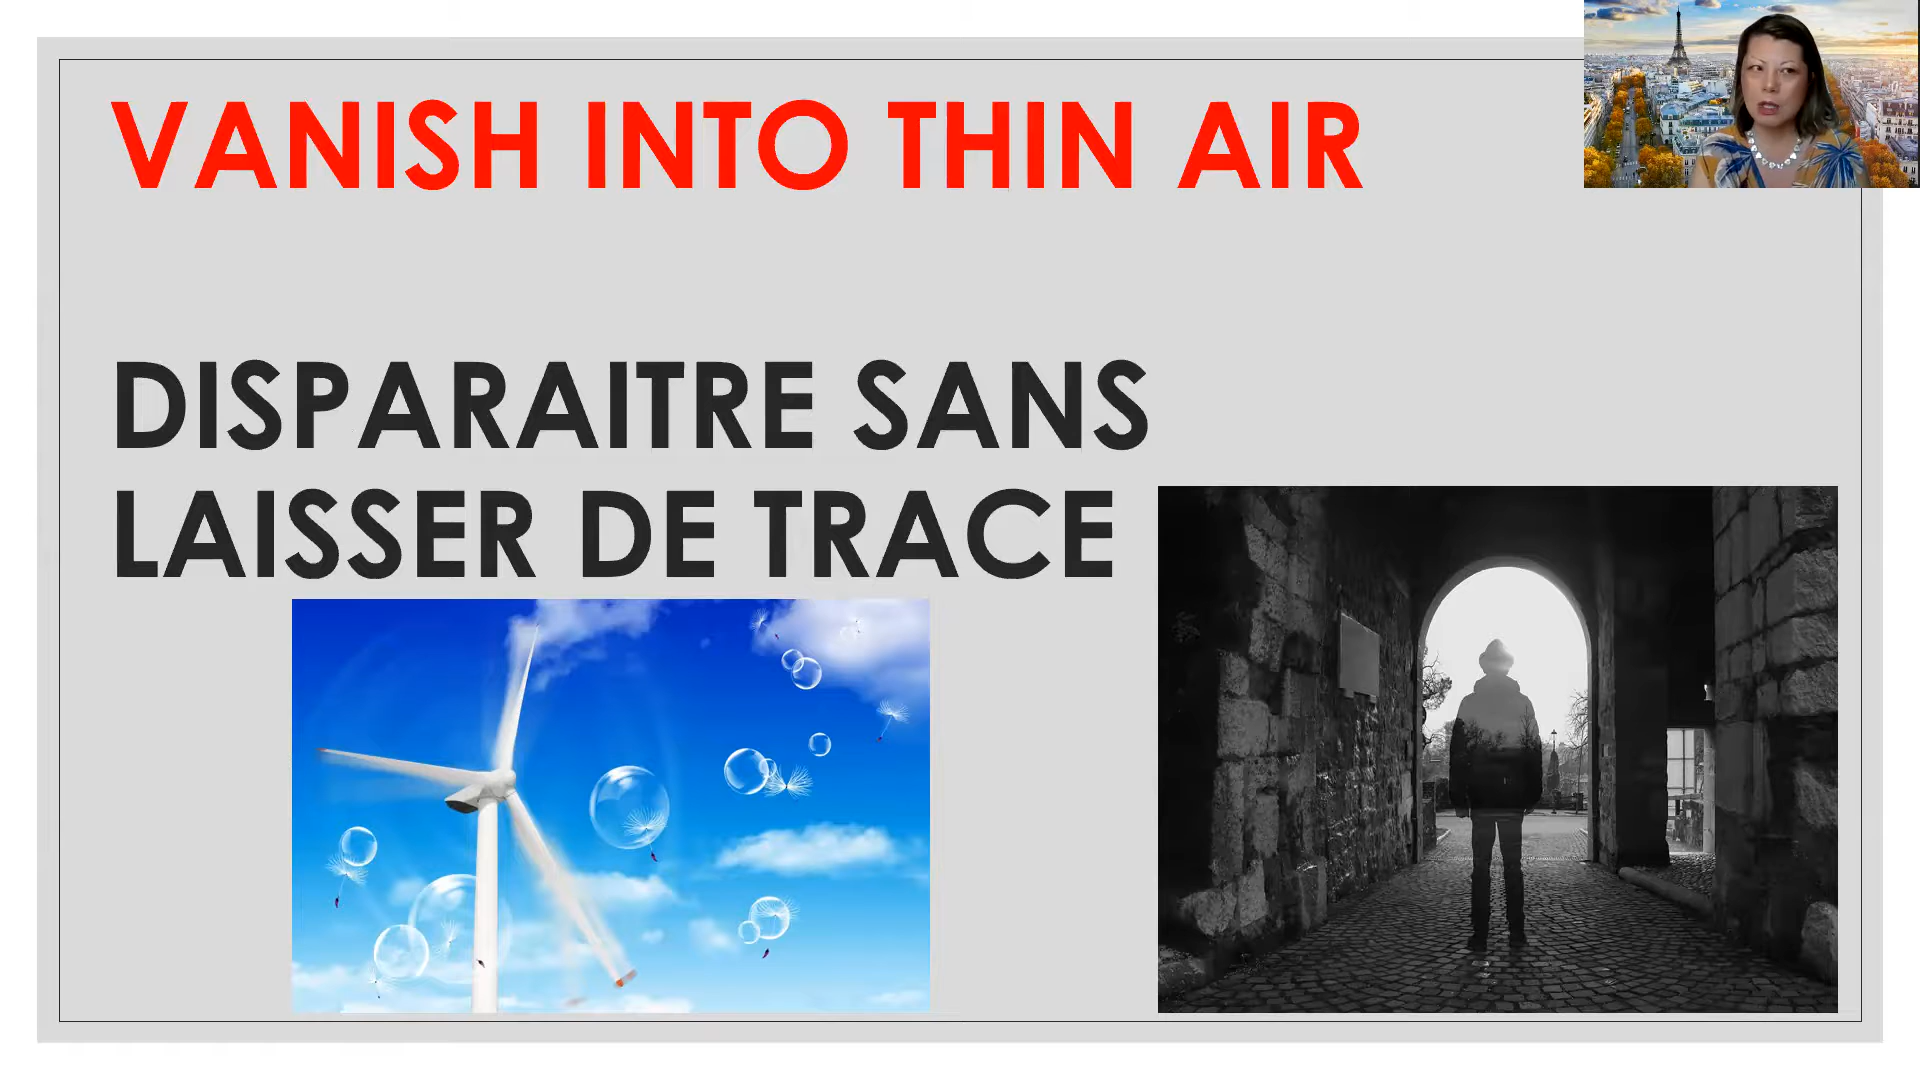 VANISH INTO THIN AIR
DISPARAITRE SANS
LAISSER DE TRACE